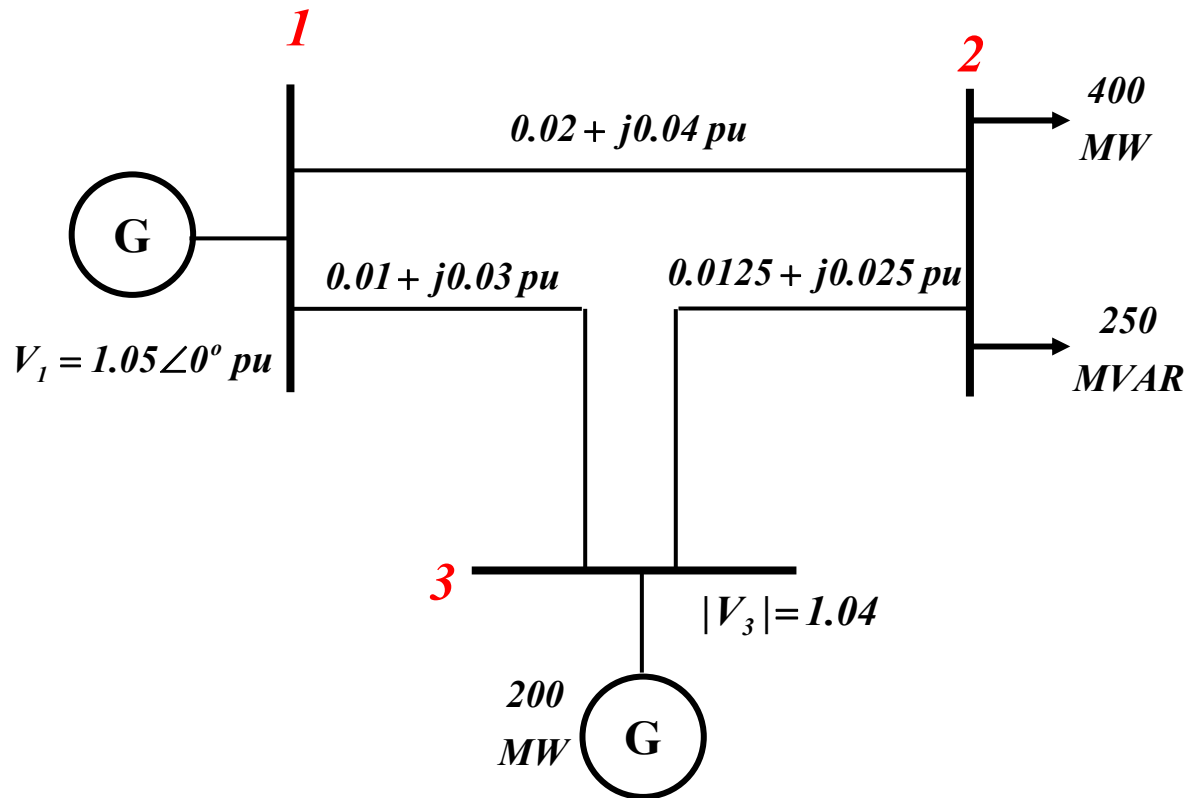 1
2
400
MW
0.02 + j0.04 pu
G
0.01 + j0.03 pu
0.0125 + j0.025 pu
250
MVAR
V₁ = 1.05∠0° pu
3
|V₃| = 1.04
200
MW
G